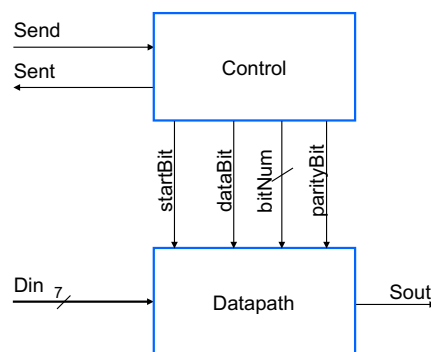 Send
Sent
Control
startBit
dataBit
bitNum
parityBit
Din
7
Datapath
Sout